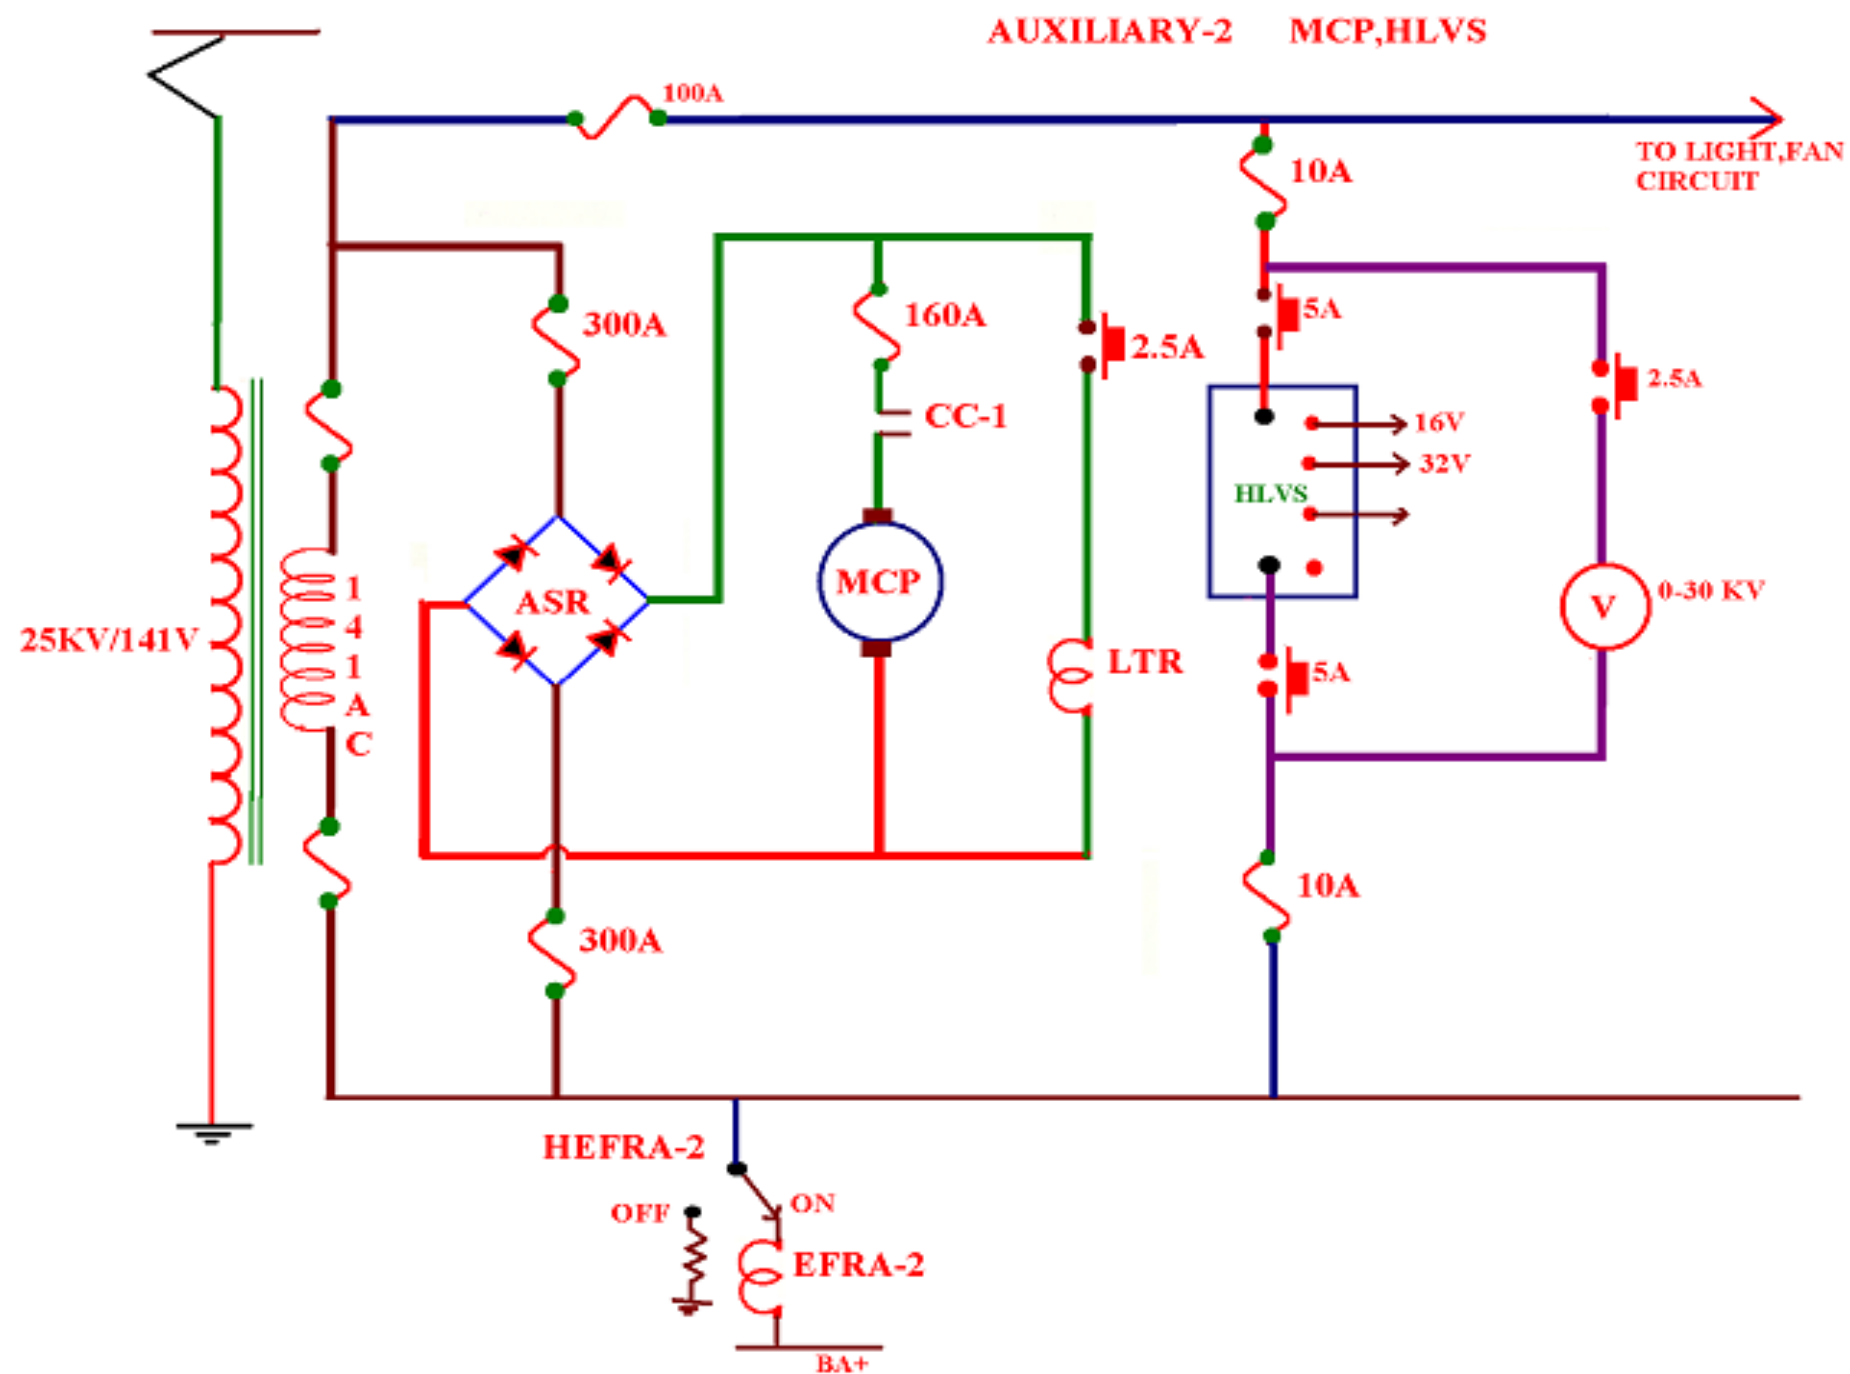 AUXILIARY-2 MCP,HLVS
100A
TO LIGHT,FAN
CIRCUIT
10A
300A
160A
2.5A
5A
2.5A
CC-1
16V
32V
HLVS
25KV/141V
1
4
1
A
C
ASR
MCP
LTR
V
0-30 KV
5A
10A
300A
HEFRA-2
OFF
ON
EFRA-2
BA+